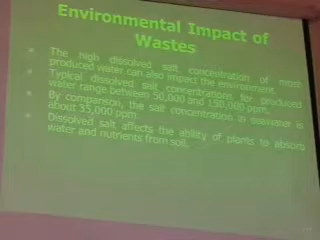 Environmental Impact of
Wastes
The high dissolved salt concentration of most
produced water can also impact the environment.
Typical dissolved salt concentrations for produced
water range between 50,000 and 150,000 ppm.
By comparison, the salt concentration in seawater is
about 35,000 ppm.
Dissolved salt affects the ability of plants to absorb
water and nutrients from soil.